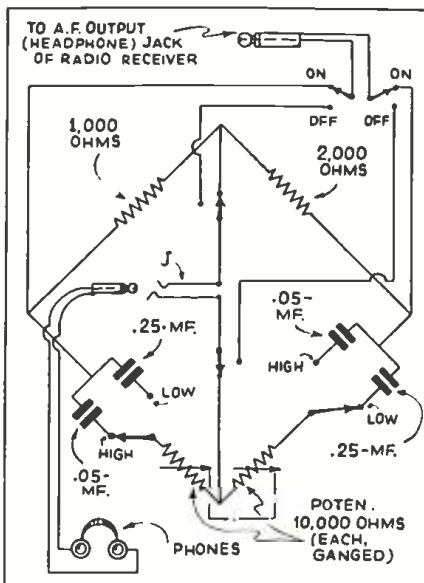 TO A.F. OUTPUT
(HEADPHONE) JACK
OF RADIO RECEIVER
ON
ON
OFF
OFF
1,000
OHMS
2,000
OHMS
J
.05-
MF.
.25-MF.
HIGH
LOW
LOW
HIGH
.05-
MF.
.25-MF.
POTEN.
10,000 OHMS
(EACH,
GANGED)
PHONES